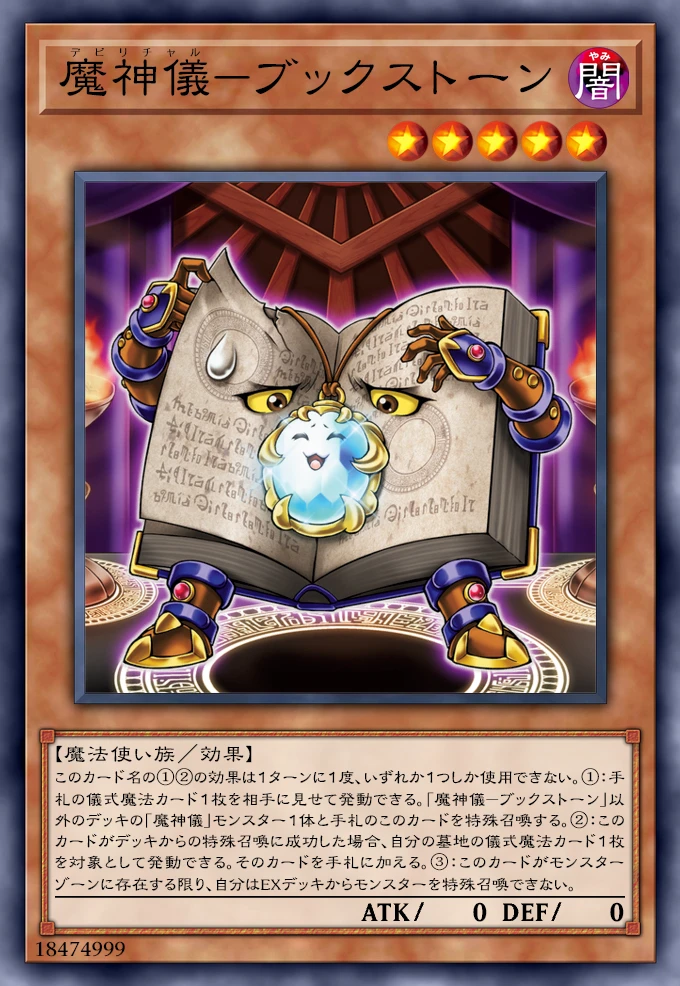 デビリチャル
魔神儀－ブックストーン
やみ
闇
【魔法使い族／効果】
このカード名の①②の効果は1ターンに1度、いずれか1つしか使用できない。①：手
札の儀式魔法カード1枚を相手に見せて発動できる。「魔神儀－ブックストーン」以
外のデッキの「魔神儀」モンスター1体と手札のこのカードを特殊召喚する。②：この
カードがデッキからの特殊召喚に成功した場合、自分の墓地の儀式魔法カード1枚
を対象として発動できる。そのカードを手札に加える。③：このカードがモンスター
ゾーンに存在する限り、自分はEXデッキからモンスターを特殊召喚できない。
ATK/ 0 DEF/ 0
18474999